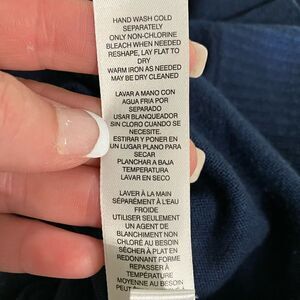 HAND WASH COLD
SEPARATELY
ONLY NON-CHLORINE
BLEACH WHEN NEEDED
RESHAPE, LAY FLAT TO
DRY
WARM IRON AS NEEDED
MAY BE DRY CLEANED
LAVAR A MANO CON
AGUA FRIA POR
SEPARADO
USAR BLANQUEADOR
SIN CLORO CUANDO SE
NECESITE.
ESTIRAR Y PONER EN
UN LUGAR PLANO PARA
SECAR
PLANCHAR A BAJA
TEMPERATURA
LAVAR EN SECO
LAVER À LA MAIN
SÉPARÉMENT À L'EAU
FROIDE
UTILISER SEULEMENT
UN AGENT DE
BLANCHIMENT NON
CHLORÉ AU BESOIN
SÉCHER À PLAT EN
REDONNANT FORME
REPASSER À
TEMPÉRATURE
MOYENNE AU BESOIN